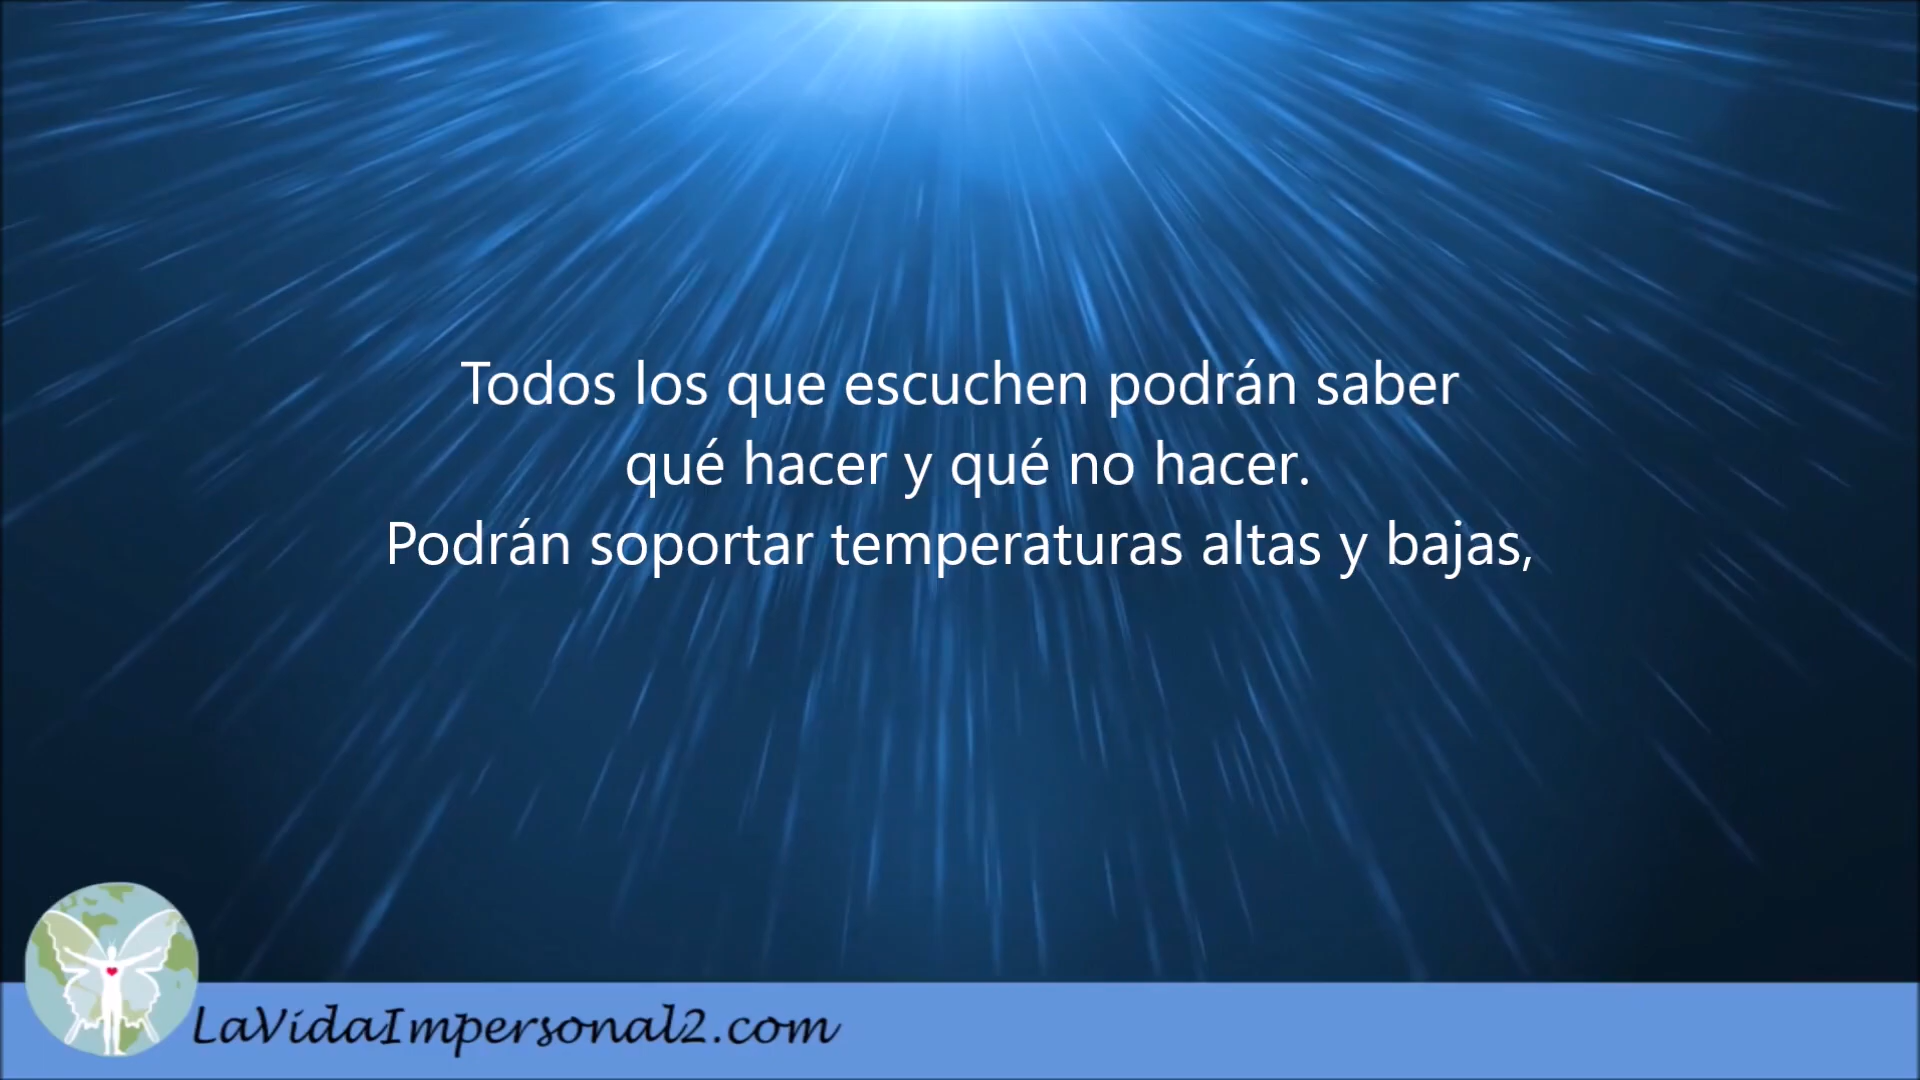 Todos los que escuchen podrán saber
qué hacer y qué no hacer.
Podrán soportar temperaturas altas y bajas,
LaVidaImpersonal2.com